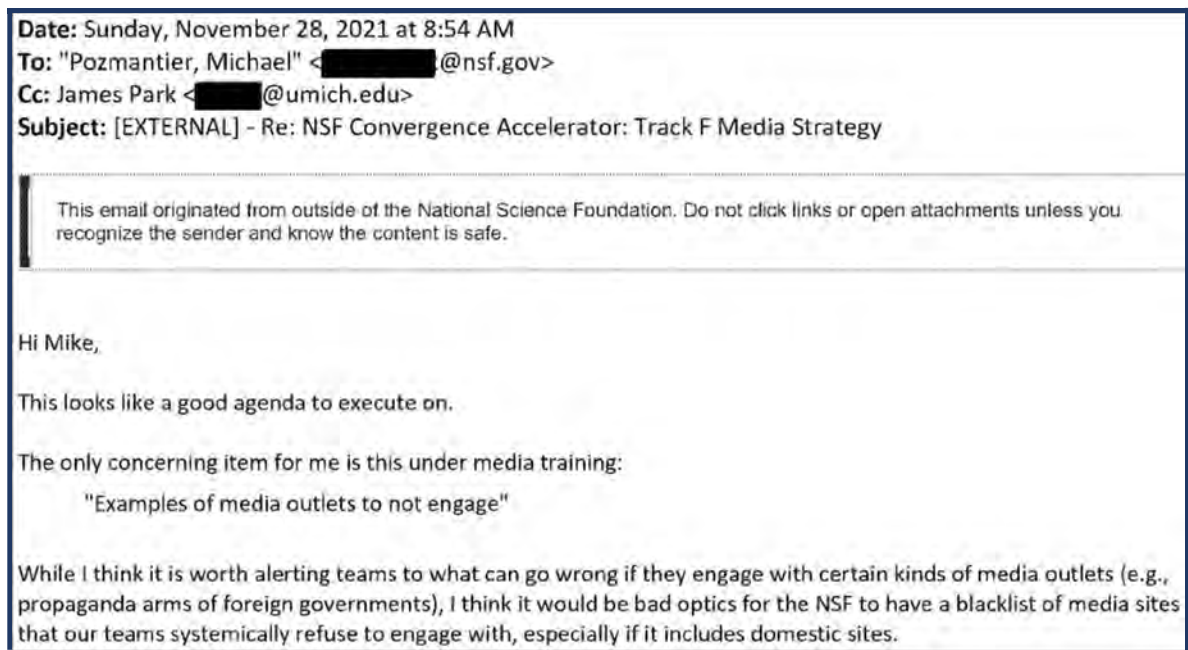 Date: Sunday, November 28, 2021 at 8:54 AM
To: "Pozmantier, Michael" < @nsf.gov>
Cc: James Park < @umich.edu>
Subject: [EXTERNAL] - Re: NSF Convergence Accelerator: Track F Media Strategy
This email originated from outside of the National Science Foundation. Do not click links or open attachments unless you
recognize the sender and know the content is safe.
Hi Mike,
This looks like a good agenda to execute on.
The only concerning item for me is this under media training:
"Examples of media outlets to not engage"
While I think it is worth alerting teams to what can go wrong if they engage with certain kinds of media outlets (e.g.,
propaganda arms of foreign governments), I think it would be bad optics for the NSF to have a blacklist of media sites
that our teams systemically refuse to engage with, especially if it includes domestic sites.